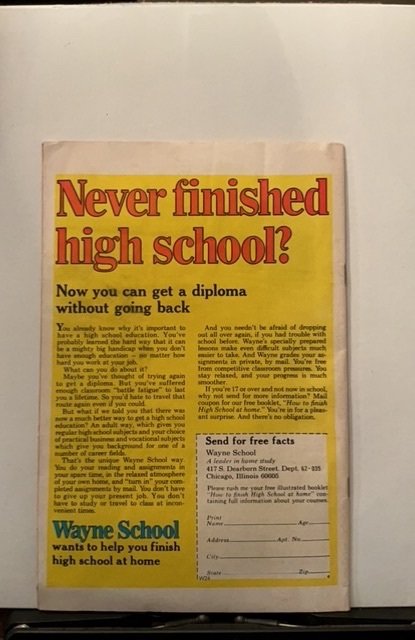 Never finished
high school?
Now you can get a diploma
without going back
You already know why it's important to
have a high school education. You've
probably learned the hard way that it can
be a mighty big handicap when you don't
have enough education – no matter how
hard you work at your job.
What can you do about it?
Maybe you've thought of trying again
to get a diploma. But you've suffered
enough classroom "battle fatigue" to last
you a lifetime. So you'd hate to travel that
route again even if you could.
But what if we told you that there was
now a much better way to get a high school
education? An adult way, which gives you
regular high school subjects and your choice
of practical business and vocational subjects
which give you background for one of a
number of career fields.
That's the unique Wayne School way.
You do your reading and assignments in
your spare time, in the relaxed atmosphere
of your own home, and "turn in" your com-
pleted assignments by mail. You don't have
to give up your present job. You don't
have to study or travel to class at incon-
venient times.
Wayne School
wants to help you finish
high school at home
And you needn't be afraid of dropping
out all over again, if you had trouble with
school before. Wayne's specially prepared
lessons make even difficult subjects much
easier to take. And Wayne grades your as-
signments in private, by mail. You're free
from competitive classroom pressures. You
stay relaxed, and your progress is much
smoother.
If you're 17 or over and not now in school,
why not send for more information? Mail
coupon for our free booklet, "How to finish
High School at home." You're in for a pleas-
ant surprise. And there's no obligation.
Send for free facts
Wayne School
A leader in home study
417 S. Dearborn Street, Dept. 62-035
Chicago, Illinois 60605
Please rush me your free illustrated booklet
"How to finish High School at home" con-
taining full information about your courses.
Print
Name Age
Address Apt. No.
City
State Zip